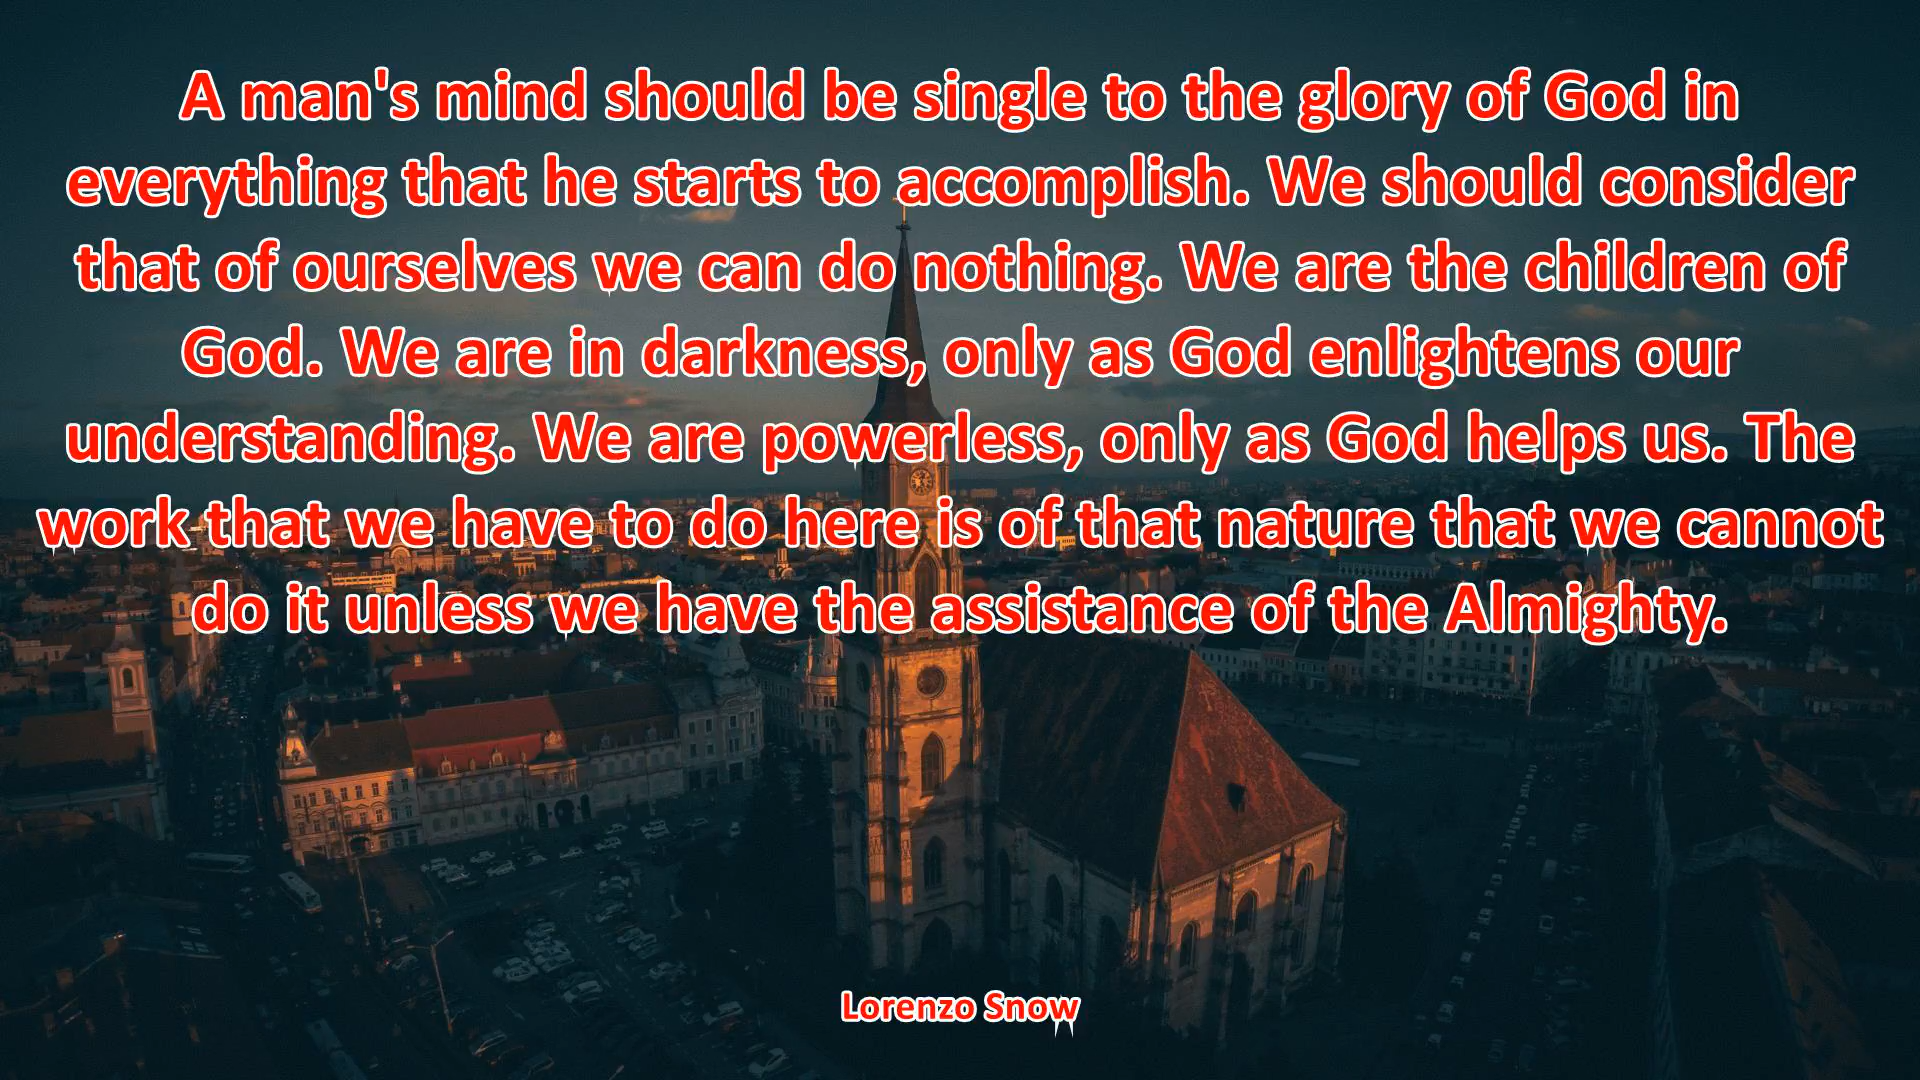 A man's mind should be single to the glory of God in
everything that he starts to accomplish. We should consider
that of ourselves we can do nothing. We are the children of
God. We are in darkness, only as God enlightens our
understanding. We are powerless, only as God helps us. The
work that we have to do here is of that nature that we cannot
do it unless we have the assistance of the Almighty.
Lorenzo Snow